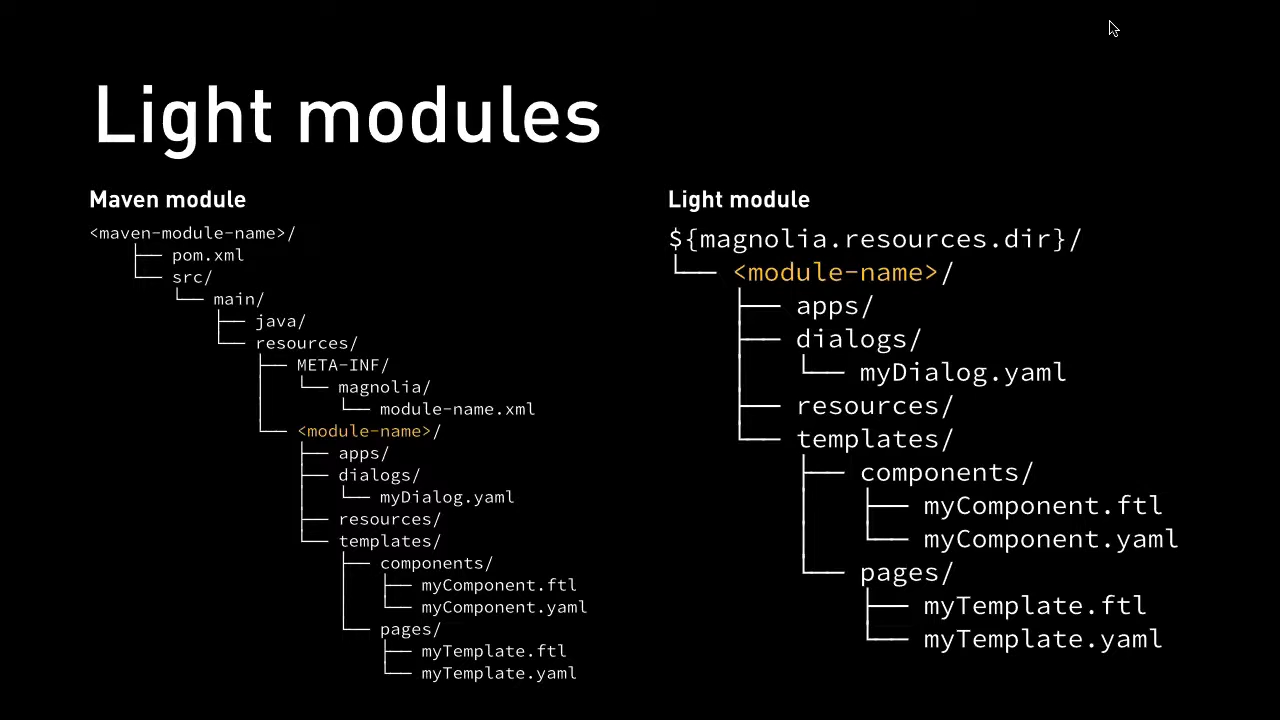 Light modules
Maven module
<maven-module-name>/
├── pom.xml
└── src/
└── main/
├── java/
└── resources/
├── META-INF/
│ └── magnolia/
│ └── module-name.xml
└── <module-name>/
├── apps/
├── dialogs/
│ └── myDialog.yaml
├── resources/
└── templates/
├── components/
│ ├── myComponent.ftl
│ └── myComponent.yaml
└── pages/
├── myTemplate.ftl
└── myTemplate.yaml
Light module
${magnolia.resources.dir}/
└── <module-name>/
├── apps/
├── dialogs/
│ └── myDialog.yaml
├── resources/
└── templates/
├── components/
│ ├── myComponent.ftl
│ └── myComponent.yaml
└── pages/
├── myTemplate.ftl
└── myTemplate.yaml